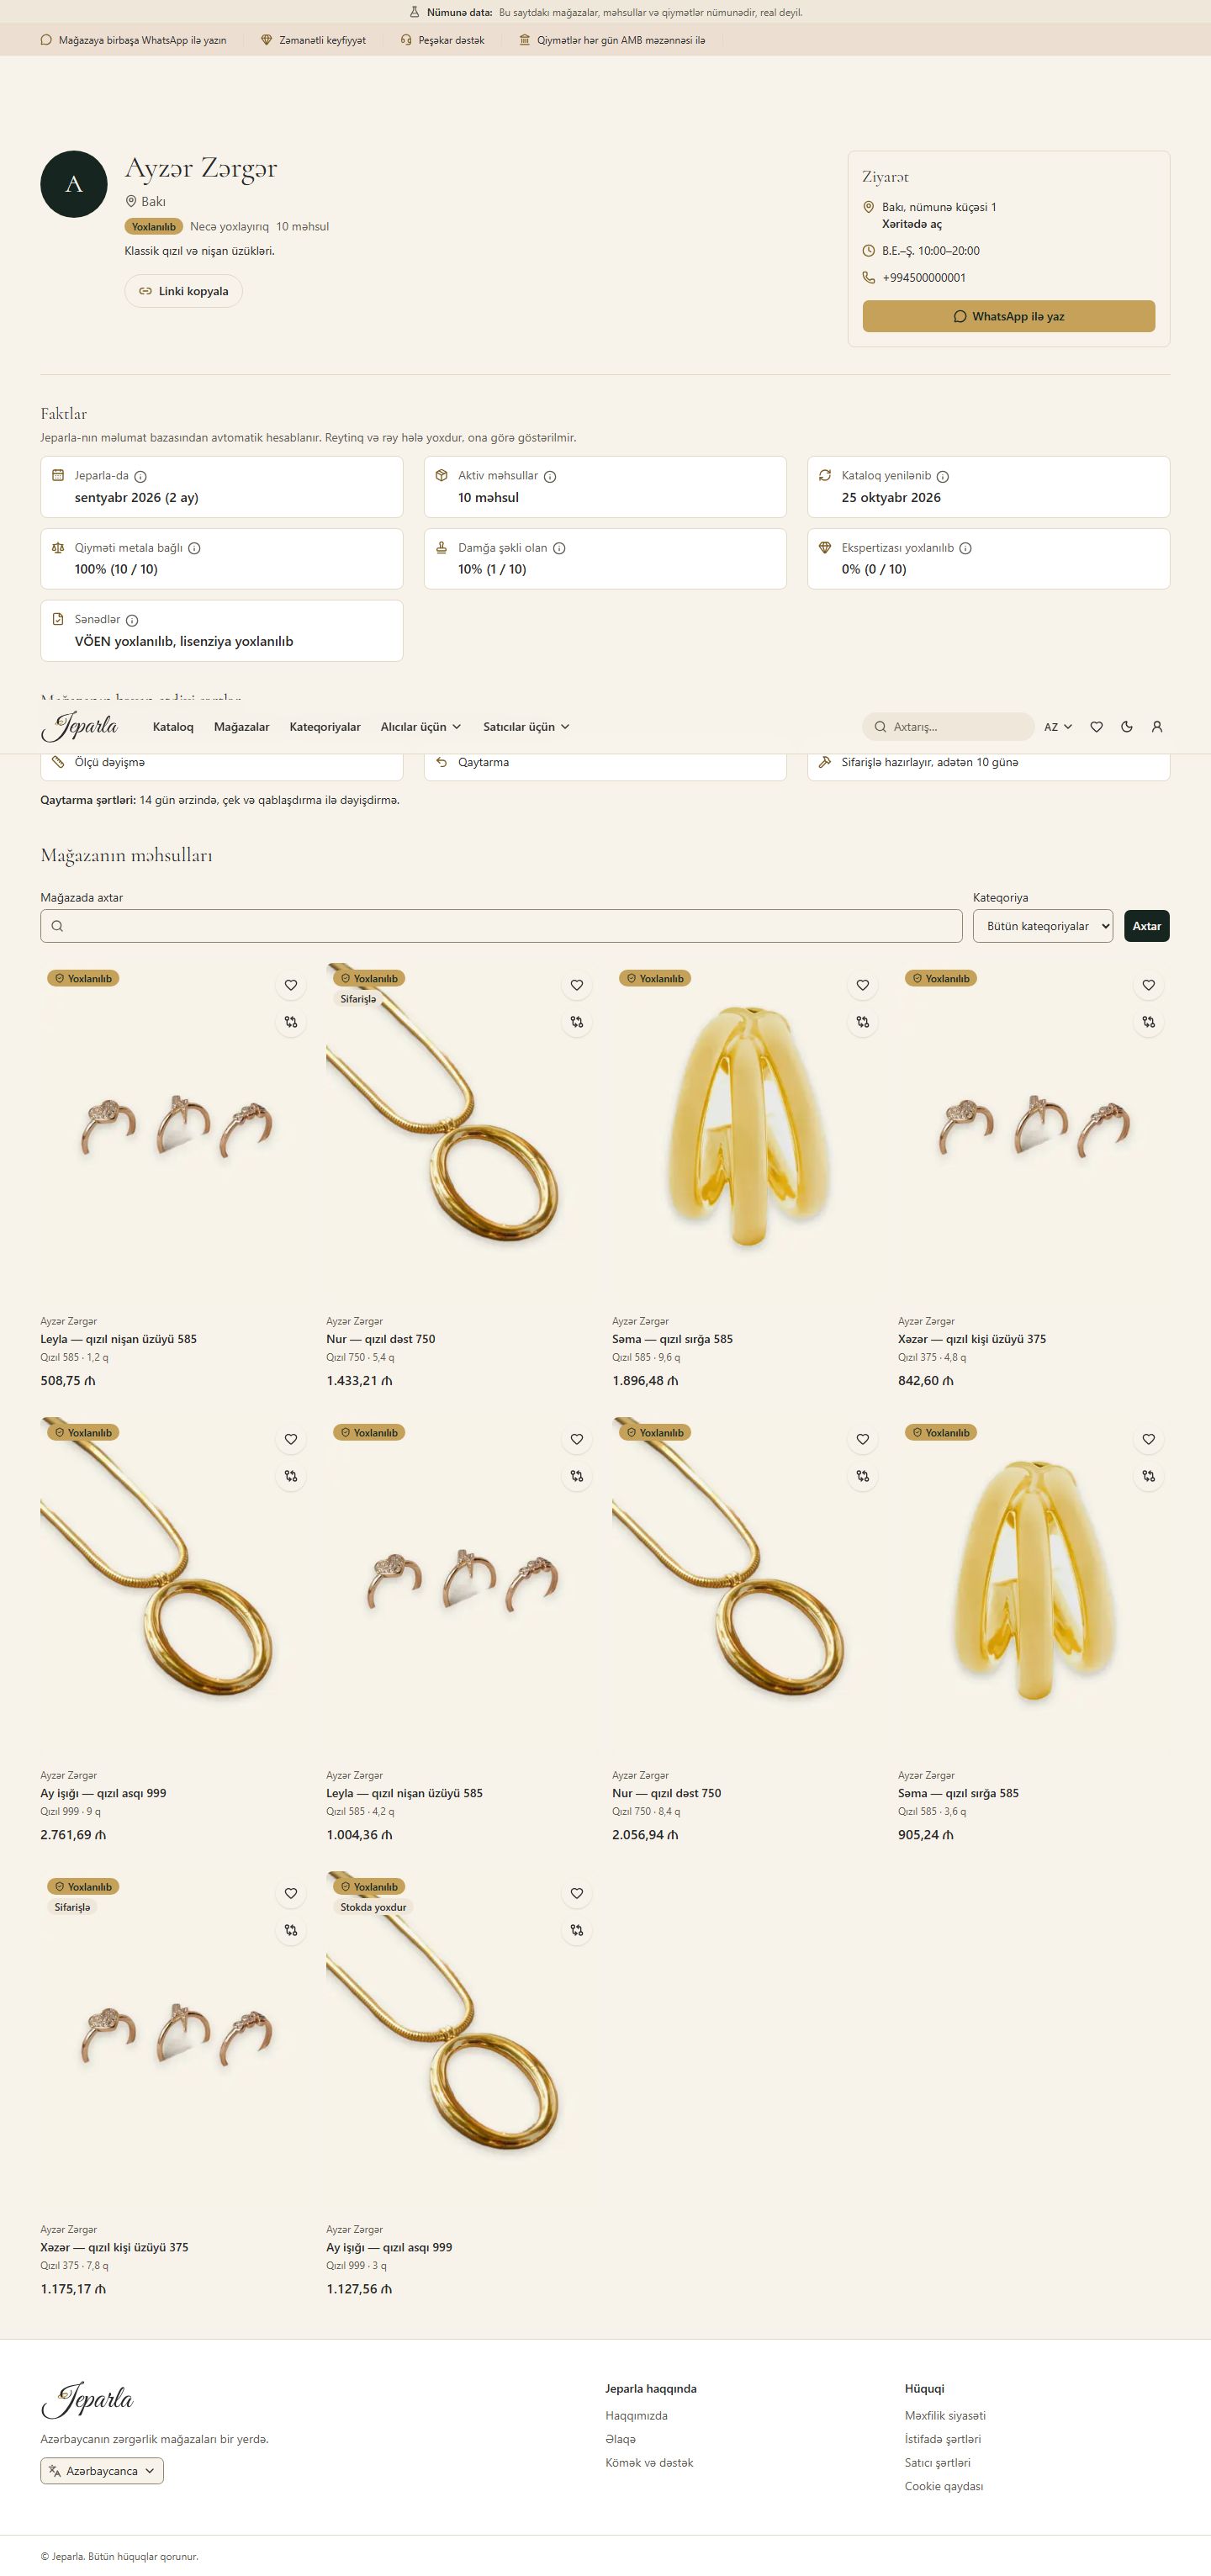 Nümunə data: Bu saytdakı mağazalar, məhsullar və qiymətlər nümunədir, real deyil.
Mağazaya birbaşa WhatsApp ilə yazın
Zəmanətli keyfiyyət
Peşəkar dəstək
Qiymətlər hər gün AMB məzənnəsi ilə
A
Ayzər Zərgər
Bakı
Yoxlanılıb Necə yoxlayırıq 10 məhsul
Klassik qızıl və nişan üzükləri.
Linki kopyala
Ziyarət
Bakı, nümunə küçəsi 1
Xəritədə aç
B.E.–Ş. 10:00–20:00
+994500000001
WhatsApp ilə yaz
Faktlar
Jeparla-nın məlumat bazasından avtomatik hesablanır. Reytinq və rəy hələ yoxdur, ona görə göstərilmir.
Jeparla-da
sentyabr 2026 (2 ay)
Aktiv məhsullar
10 məhsul
Kataloq yenilənib
25 oktyabr 2026
Qiyməti metala bağlı
100% (10 / 10)
Damğa şəkli olan
10% (1 / 10)
Ekspertizası yoxlanılıb
0% (0 / 10)
Sənədlər
VÖEN yoxlanılıb, lisenziya yoxlanılıb
Jeparla
Kataloq
Mağazalar
Kateqoriyalar
Alıcılar üçün
Satıcılar üçün
Axtarış...
AZ
Ölçü dəyişmə
Qaytarma
Sifarişlə hazırlayır, adətən 10 günə
Qaytarma şərtləri: 14 gün ərzində, çek və qablaşdırma ilə dəyişdirmə.
Mağazanın məhsulları
Mağazada axtar
Kateqoriya
Bütün kateqoriyalar
Axtar
Yoxlanılıb
Ayzər Zərgər
Leyla — qızıl nişan üzüyü 585
Qızıl 585 · 1,2 q
508,75 ₼
Yoxlanılıb
Sifarişlə
Ayzər Zərgər
Nur — qızıl dəst 750
Qızıl 750 · 5,4 q
1.433,21 ₼
Yoxlanılıb
Ayzər Zərgər
Səma — qızıl sırğa 585
Qızıl 585 · 9,6 q
1.896,48 ₼
Yoxlanılıb
Ayzər Zərgər
Xəzər — qızıl kişi üzüyü 375
Qızıl 375 · 4,8 q
842,60 ₼
Yoxlanılıb
Ayzər Zərgər
Ay işığı — qızıl asqı 999
Qızıl 999 · 9 q
2.761,69 ₼
Yoxlanılıb
Ayzər Zərgər
Leyla — qızıl nişan üzüyü 585
Qızıl 585 · 4,2 q
1.004,36 ₼
Yoxlanılıb
Ayzər Zərgər
Nur — qızıl dəst 750
Qızıl 750 · 8,4 q
2.056,94 ₼
Yoxlanılıb
Ayzər Zərgər
Səma — qızıl sırğa 585
Qızıl 585 · 3,6 q
905,24 ₼
Yoxlanılıb
Sifarişlə
Ayzər Zərgər
Xəzər — qızıl kişi üzüyü 375
Qızıl 375 · 7,8 q
1.175,17 ₼
Yoxlanılıb
Stokda yoxdur
Ayzər Zərgər
Ay işığı — qızıl asqı 999
Qızıl 999 · 3 q
1.127,56 ₼
Jeparla
Azərbaycanın zərgərlik mağazaları bir yerdə.
Azərbaycanca
Jeparla haqqında
Haqqımızda
Əlaqə
Kömək və dəstək
Hüquqi
Məxfilik siyasəti
İstifadə şərtləri
Satıcı şərtləri
Cookie qaydası
© Jeparla. Bütün hüquqlar qorunur.